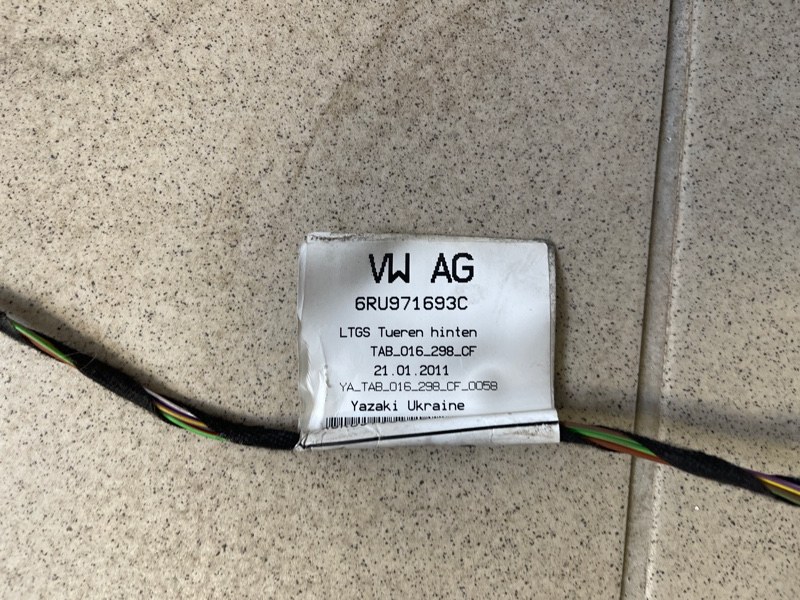 VW AG
6RU971693C
LTGS Tueren hinten
TAB_016_298_CF
21.01.2011
YA_TAB_016_298_CF_0058
Yazaki Ukraine